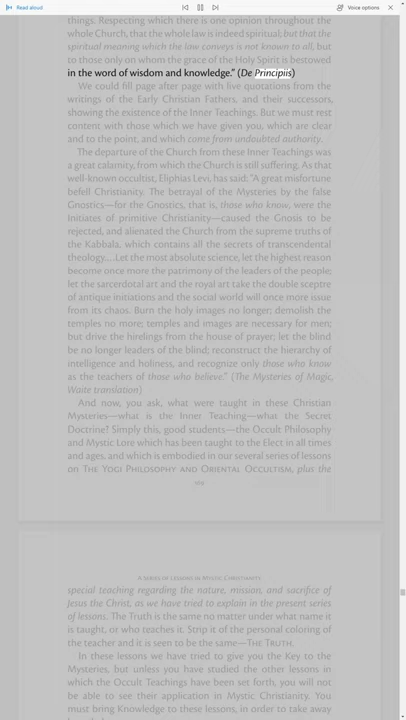 Read aloud
Voice options
things. Respecting which there is one opinion throughout the
whole Church, that the whole law is indeed spiritual; but that the
spiritual meaning which the law conveys is not known to all, but
to those only on whom the grace of the Holy Spirit is bestowed
in the word of wisdom and knowledge." (De Principiis)
We could fill page after page with live quotations from the
writings of the Early Christian Fathers, and their successors,
showing the existence of the Inner Teachings. But we must rest
content with those which we have given you, which are clear
and to the point, and which come from undoubted authority.
The departure of the Church from these Inner Teachings was
a great calamity, from which the Church is still suffering. As that
well-known occultist, Eliphias Levi, has said: "A great misfortune
befell Christianity. The betrayal of the Mysteries by the false
Gnostics—for the Gnostics, that is, those who know, were the
Initiates of primitive Christianity—caused the Gnosis to be
rejected, and alienated the Church from the supreme truths of
the Kabbala, which contains all the secrets of transcendental
theology.... Let the most absolute science, let the highest reason
become once more the patrimony of the leaders of the people;
let the sarcerdotal art and the royal art take the double sceptre
of antique initiations and the social world will once more issue
from its chaos. Burn the holy images no longer; demolish the
temples no more; temples and images are necessary for men;
but drive the hirelings from the house of prayer; let the blind
be no longer leaders of the blind; reconstruct the hierarchy of
intelligence and holiness, and recognize only those who know
as the teachers of those who believe." (The Mysteries of Magic,
Waite translation)
And now, you ask, what were taught in these Christian
Mysteries—what is the Inner Teaching—what the Secret
Doctrine? Simply this, good students—the Occult Philosophy
and Mystic Lore which has been taught to the Elect in all times
and ages, and which is embodied in our several series of lessons
on The Yogi Philosophy and Oriental Occultism, plus the
A Series of Lessons in Mystic Christianity
special teaching regarding the nature, mission, and sacrifice of
Jesus the Christ, as we have tried to explain in the present series
of lessons. The Truth is the same no matter under what name it
is taught, or who teaches it. Strip it of the personal coloring of
the teacher and it is seen to be the same—The Truth.
In these lessons we have tried to give you the Key to the
Mysteries, but unless you have studied the other lessons in
which the Occult Teachings have been set forth, you will not
be able to see their application in Mystic Christianity. You
must bring Knowledge to these lessons, in order to take away